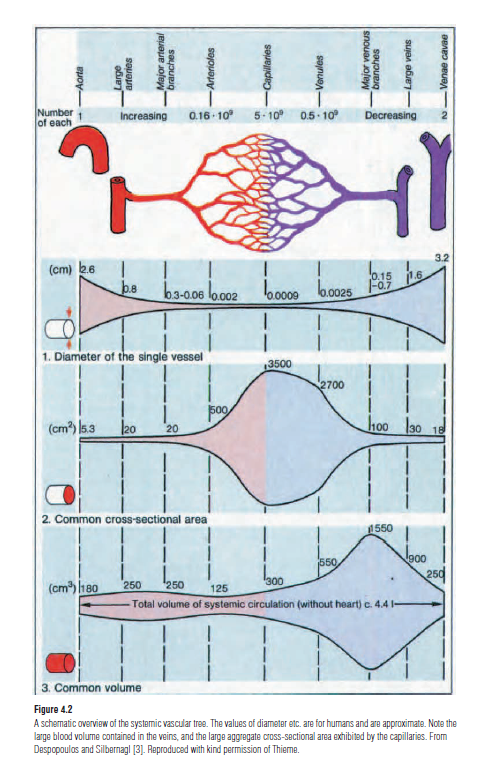 Aorta
Large arteries
Major arterial branches
Arterioles
Capillaries
Venules
Major venous branches
Large veins
Venae cavae
Number of each 1 Increasing 0.16·10⁹ 5·10⁹ 0.5·10⁹ Decreasing 2
(cm) 2.6 0.8 0.3-0.06 0.002 0.0009 0.0025 0.15-0.7 1.6 3.2
1. Diameter of the single vessel
(cm²) 5.3 20 20 500 3500 2700 100 30 18
2. Common cross-sectional area
(cm³) 180 250 250 125 300 550 1550 900 250
Total volume of systemic circulation (without heart) c. 4.4 l
3. Common volume
Figure 4.2
A schematic overview of the systemic vascular tree. The values of diameter etc. are for humans and are approximate. Note the
large blood volume contained in the veins, and the large aggregate cross-sectional area exhibited by the capillaries. From
Despopoulos and Silbernagl [3]. Reproduced with kind permission of Thieme.